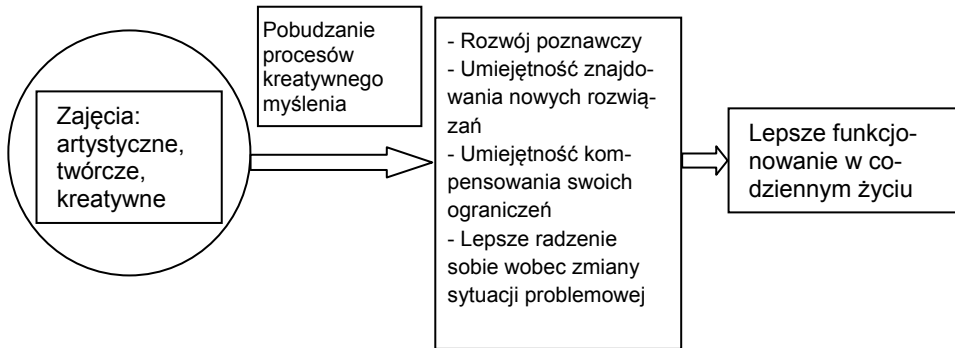 Zajęcia:
artystyczne,
twórcze,
kreatywne
Pobudzanie
procesów
kreatywnego
myślenia
- Rozwój poznawczy
- Umiejętność znajdo-
wania nowych rozwią-
zań
- Umiejętność kom-
pensowania swoich
ograniczeń
- Lepsze radzenie
sobie wobec zmiany
sytuacji problemowej
Lepsze funkcjo-
nowanie w co-
dziennym życiu